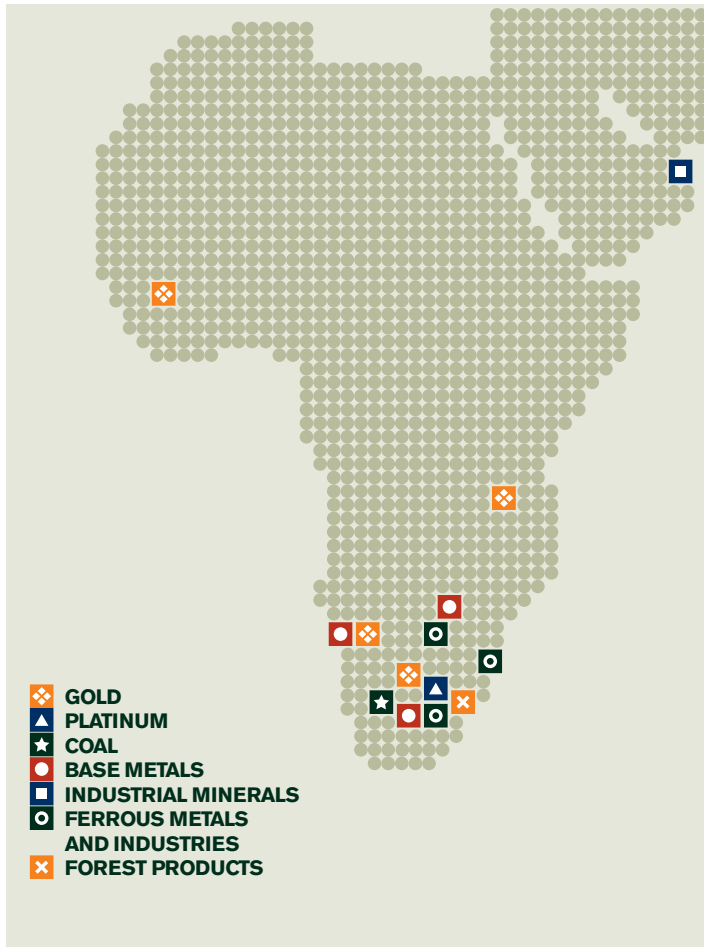 GOLD
PLATINUM
COAL
BASE METALS
INDUSTRIAL MINERALS
FERROUS METALS
AND INDUSTRIES
FOREST PRODUCTS